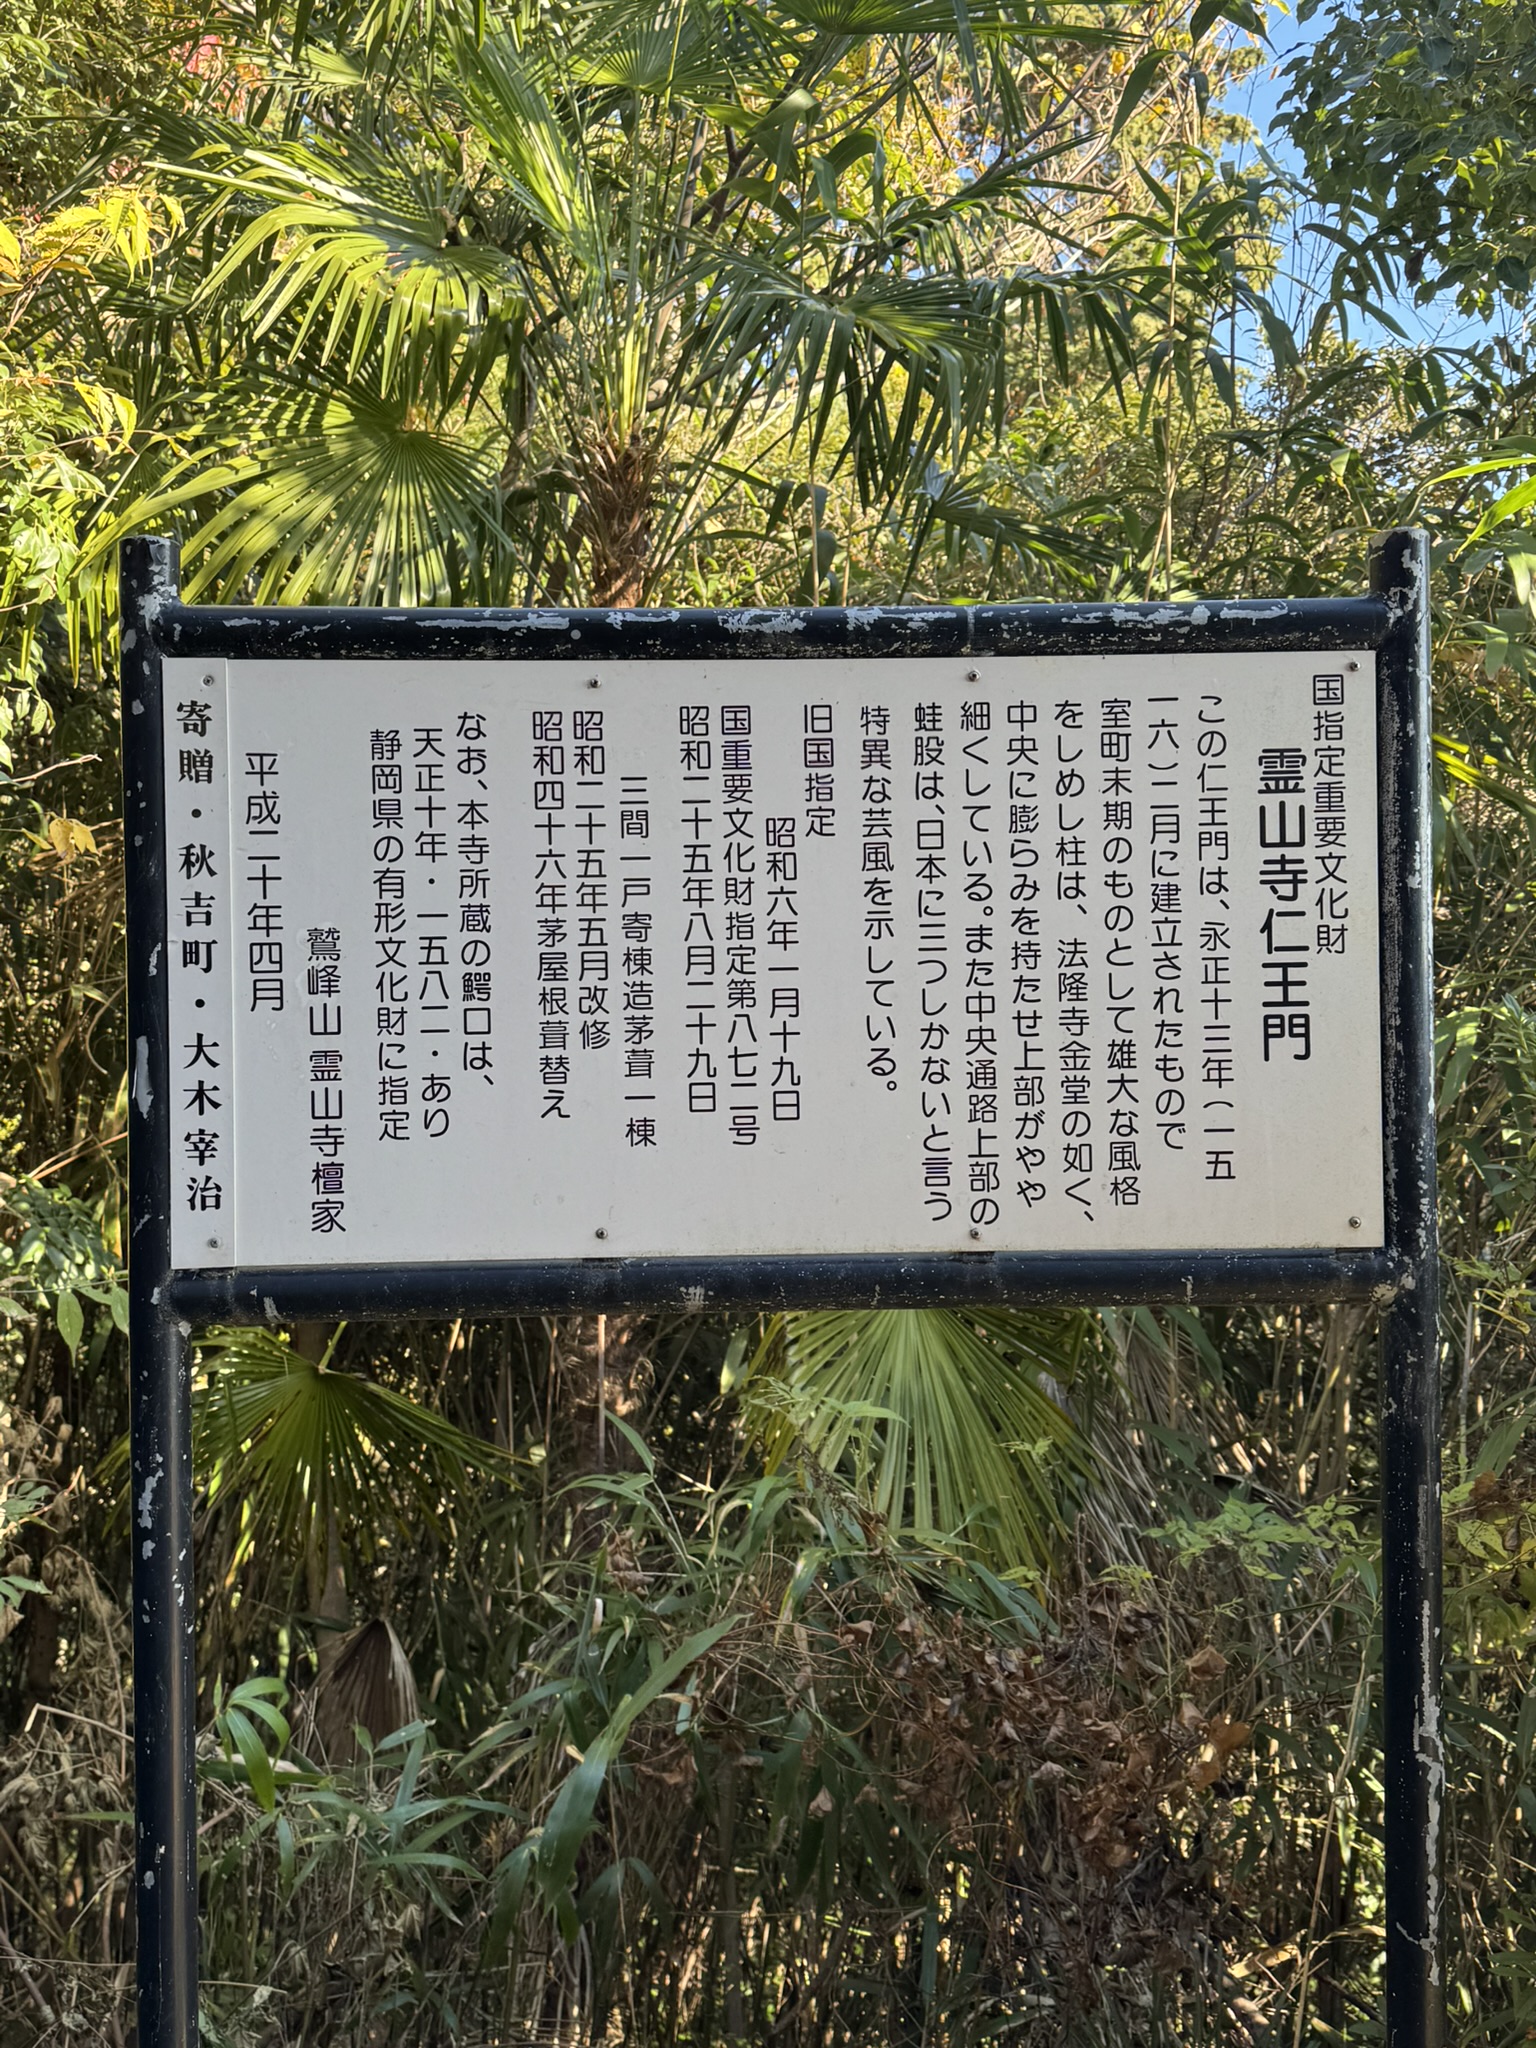 国指定重要文化財
霊山寺仁王門
この仁王門は、永正十三年（一五
一六）二月に建立されたもので
室町末期のものとして雄大な風格
をしめし柱は、法隆寺金堂の如く、
中央に膨らみを持たせ上部がやや
細くしている。また中央通路上部の
蛙股は、日本に三つしかないと言う
特異な芸風を示している。
旧国指定
昭和六年一月十九日
国重要文化財指定第八七二号
昭和二十五年八月二十九日
三間一戸寄棟造茅葺一棟
昭和二十五年五月改修
昭和四十六年茅屋根葺替え
なお、本寺所蔵の鰐口は、
天正十年・一五八二・あり
静岡県の有形文化財に指定
鷲峰山 霊山寺檀家
平成二十年四月
寄贈・秋吉町・大木宰治